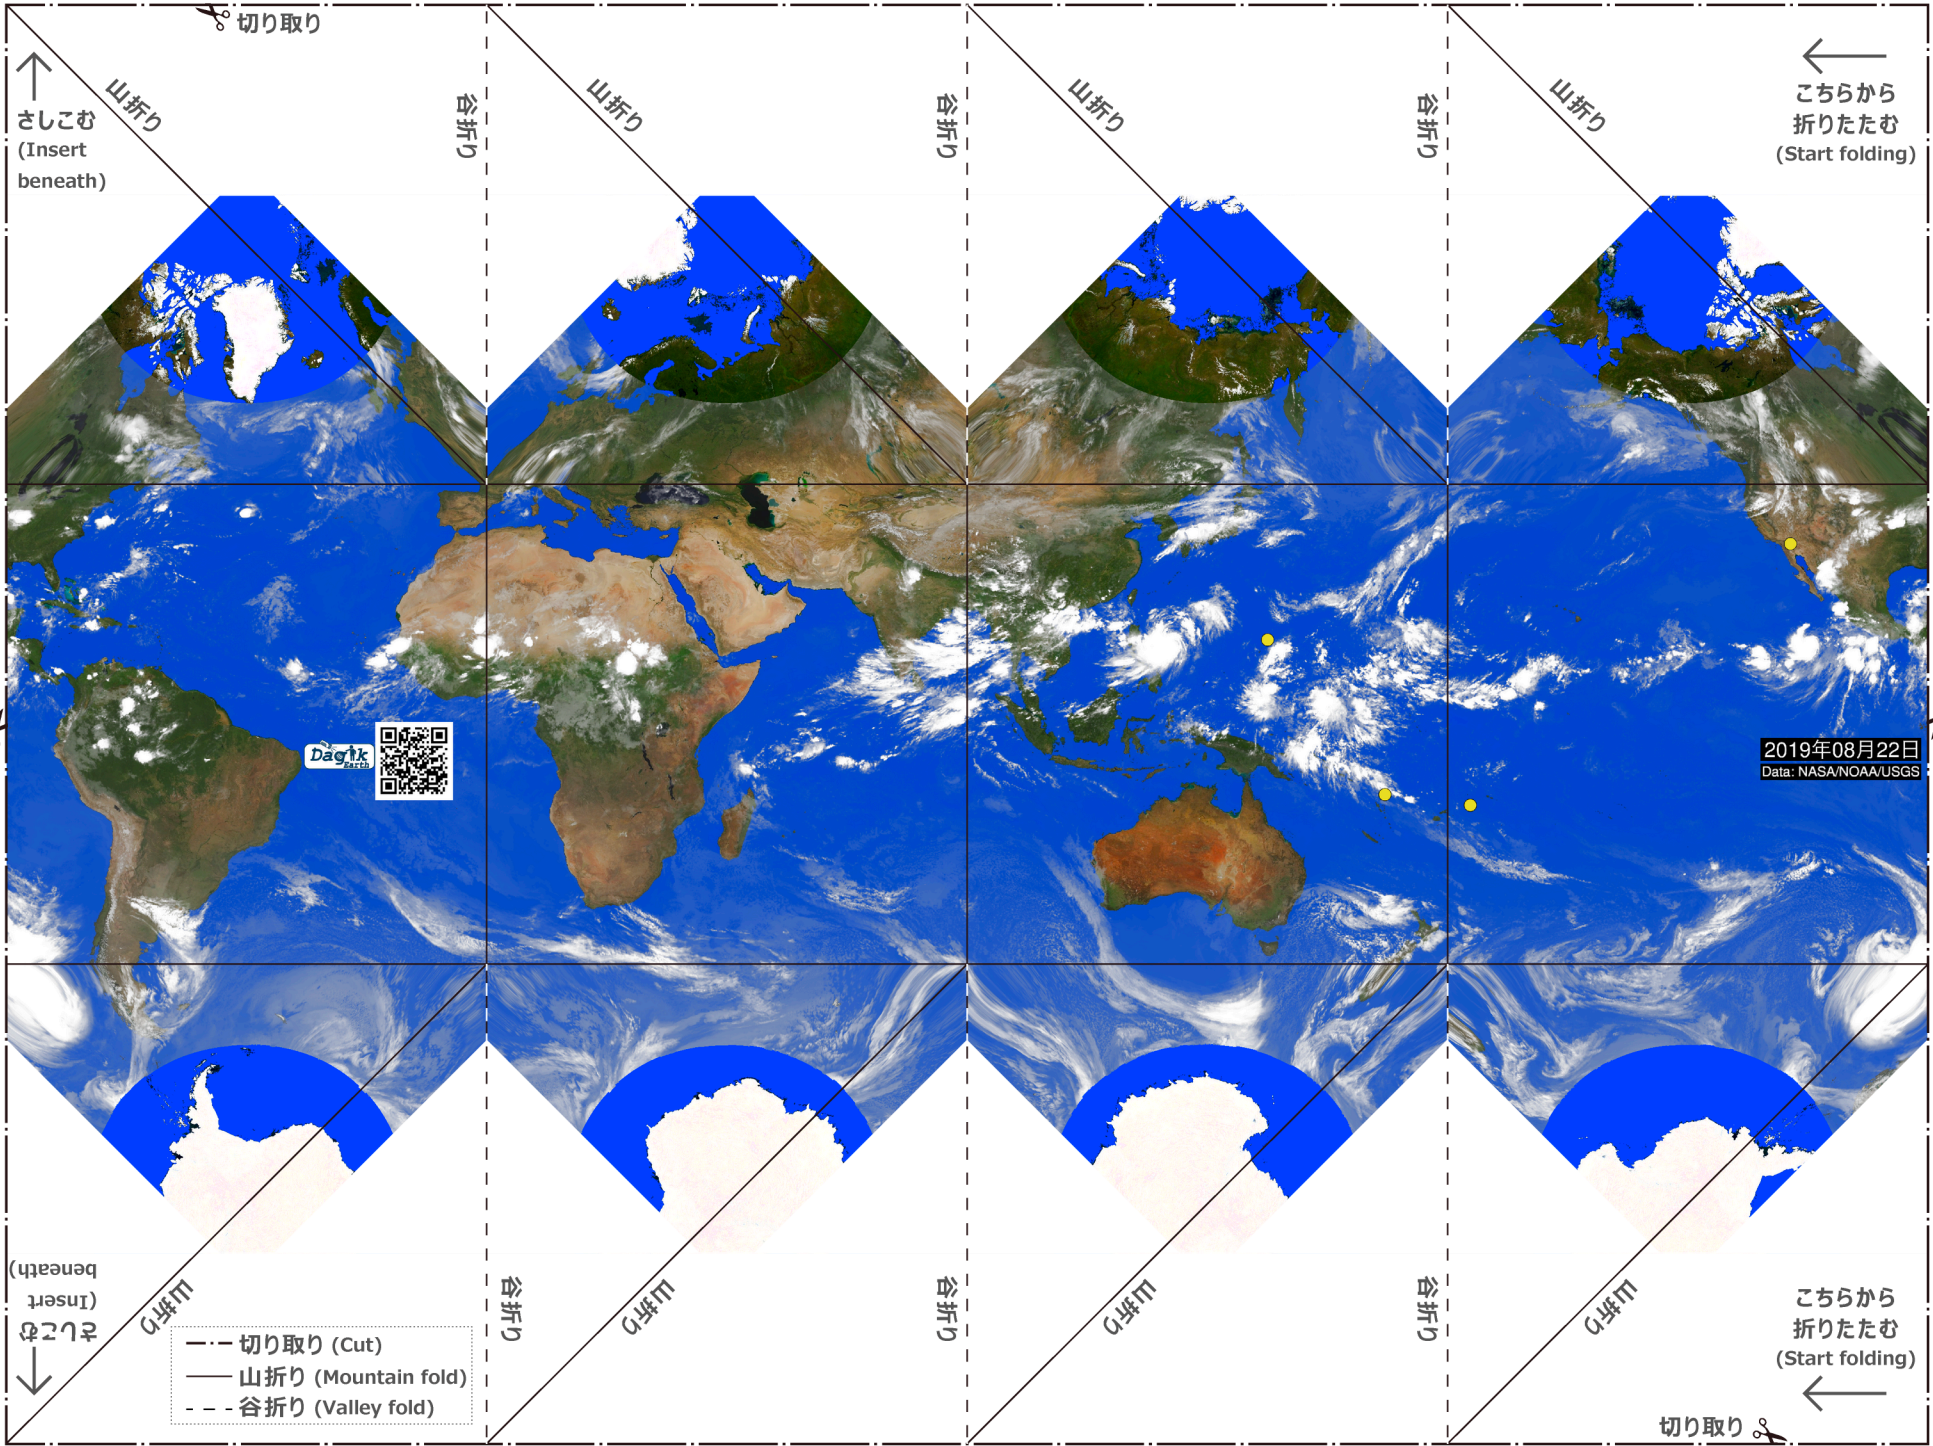 切り取り
山折り
谷折り
山折り
谷折り
山折り
谷折り
山折り
さしこむ
(Insert
beneath)
こちらから
折りたたむ
(Start folding)
Dagik
Earth
2019年08月22日
Data: NASA/NOAA/USGS
さしこむ
(Insert
beneath)
山折り
谷折り
山折り
谷折り
山折り
谷折り
山折り
切り取り (Cut)
山折り (Mountain fold)
谷折り (Valley fold)
こちらから
折りたたむ
(Start folding)
切り取り